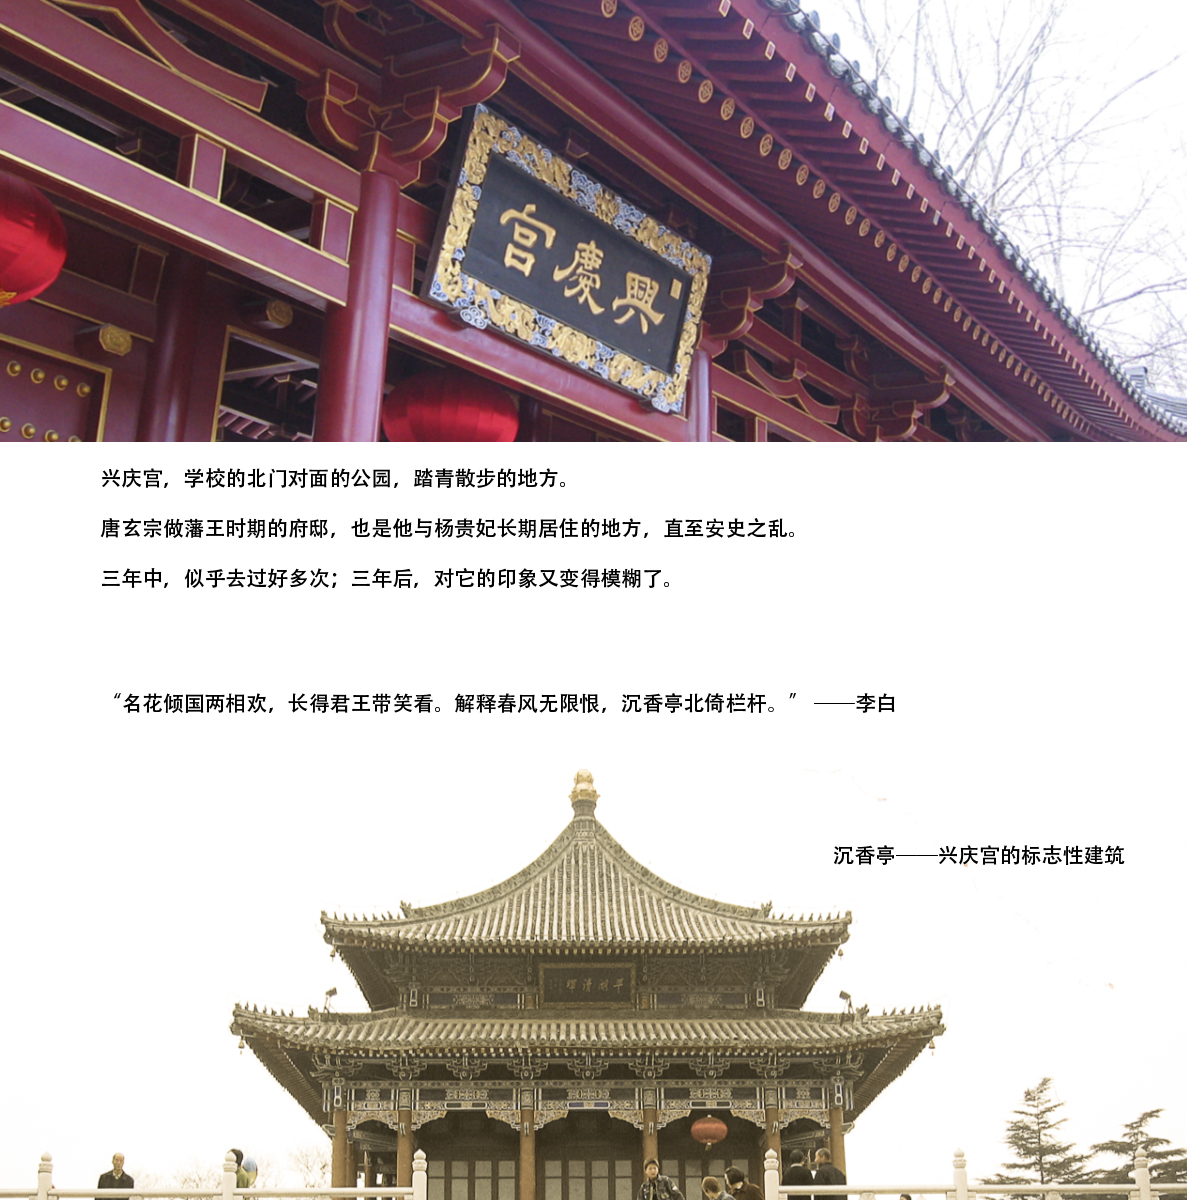 興慶宮
兴庆宫，学校的北门对面的公园，踏青散步的地方。
唐玄宗做藩王时期的府邸，也是他与杨贵妃长期居住的地方，直至安史之乱。
三年中，似乎去过好多次；三年后，对它的印象又变得模糊了。
“名花倾国两相欢，长得君王带笑看。解释春风无限恨，沉香亭北倚栏杆。” ——李白
沉香亭——兴庆宫的标志性建筑